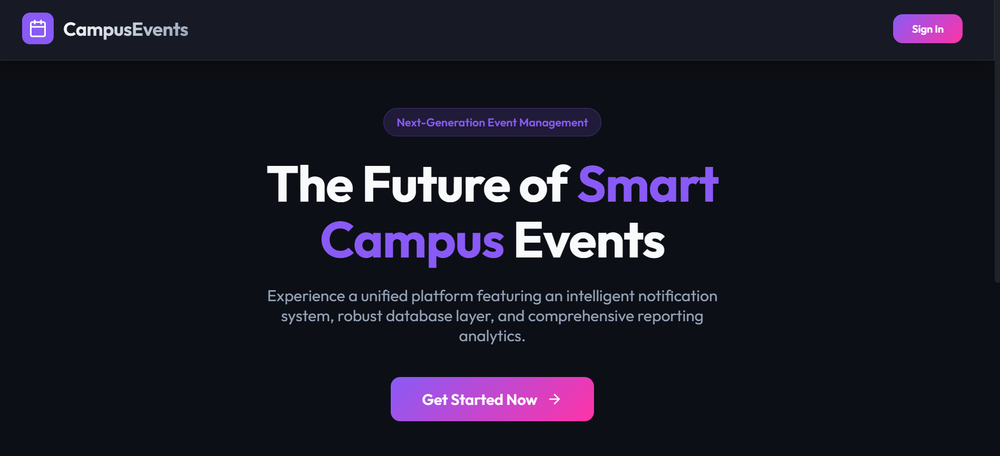 CampusEvents
Sign In
Next-Generation Event Management
The Future of Smart
Campus Events
Experience a unified platform featuring an intelligent notification
system, robust database layer, and comprehensive reporting
analytics.
Get Started Now